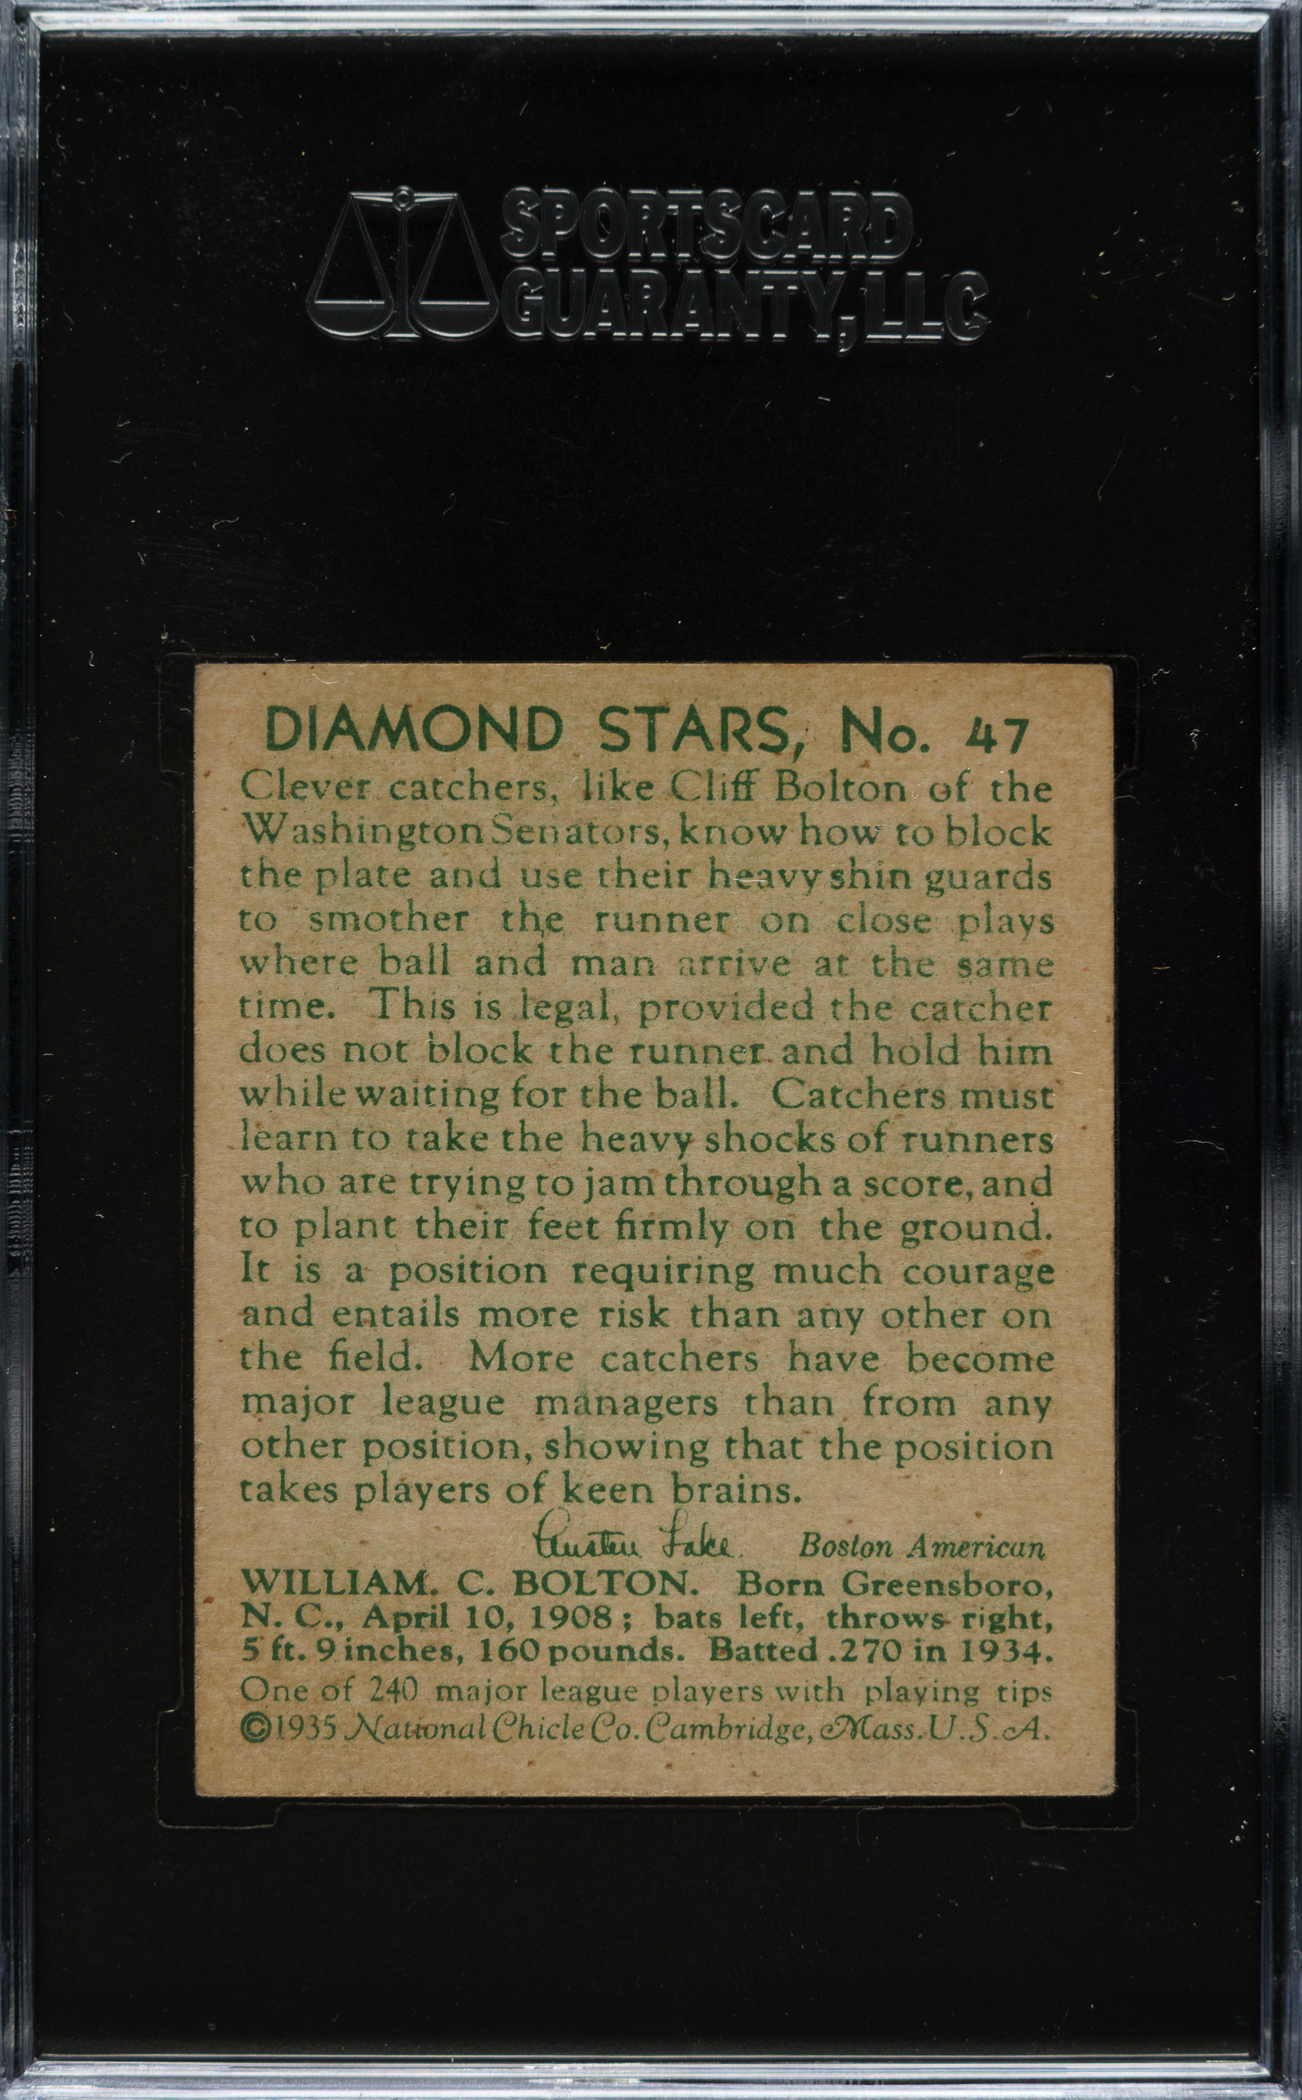 SPORTSCARD
GUARANTY, LLC
DIAMOND STARS, No. 47
Clever catchers, like Cliff Bolton of the
Washington Senators, know how to block
the plate and use their heavy shin guards
to smother the runner on close plays
where ball and man arrive at the same
time. This is legal, provided the catcher
does not block the runner and hold him
while waiting for the ball. Catchers must
learn to take the heavy shocks of runners
who are trying to jam through a score, and
to plant their feet firmly on the ground.
It is a position requiring much courage
and entails more risk than any other on
the field. More catchers have become
major league managers than from any
other position, showing that the position
takes players of keen brains.
Austen Lake. Boston American
WILLIAM. C. BOLTON. Born Greensboro,
N. C., April 10, 1908; bats left, throws right,
5 ft. 9 inches, 160 pounds. Batted .270 in 1934.
One of 240 major league players with playing tips
©1935 National Chicle Co. Cambridge, Mass. U.S.A.